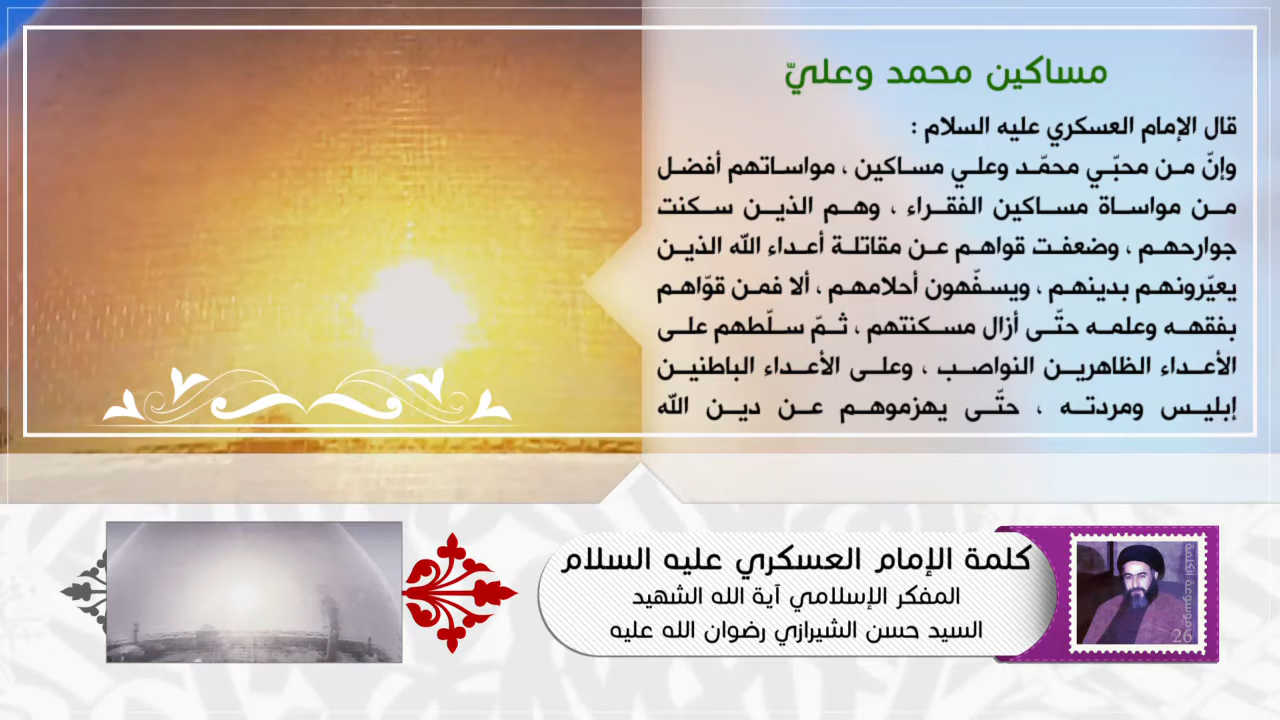 مساكين محمد وعليّ
قال الإمام العسكري عليه السلام :
وإنّ من محبّي محمّد وعلي مساكين ، مواساتهم أفضل
من مواساة مساكين الفقراء ، وهم الذين سكنت
جوارحهم ، وضعفت قواهم عن مقاتلة أعداء الله الذين
يعيّرونهم بدينهم ، ويسفّهون أحلامهم ، ألا فمن قوّاهم
بفقهه وعلمه حتّى أزال مسكنتهم ، ثمّ سلّطهم على
الأعداء الظاهرين النواصب ، وعلى الأعداء الباطنين
إبليس ومردته ، حتّى يهزموهم عن دين الله
كلمة الإمام العسكري عليه السلام
المفكر الإسلامي آية الله الشهيد
السيد حسن الشيرازي رضوان الله عليه
موسوعة الكلمة
26